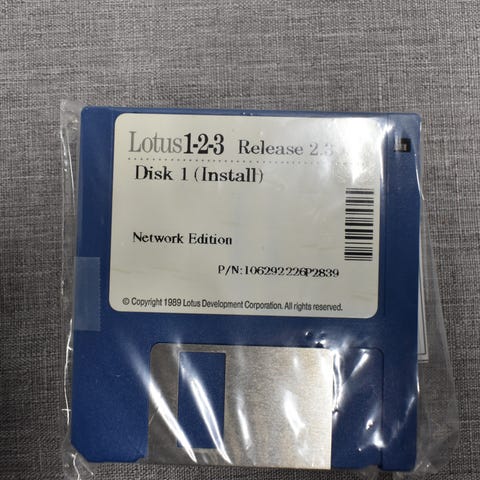 Lotus 1-2-3 Release 2.3
Disk 1 (Install)
Network Edition
P/N: 106292226P2839
© Copyright 1989 Lotus Development Corporation. All rights reserved.